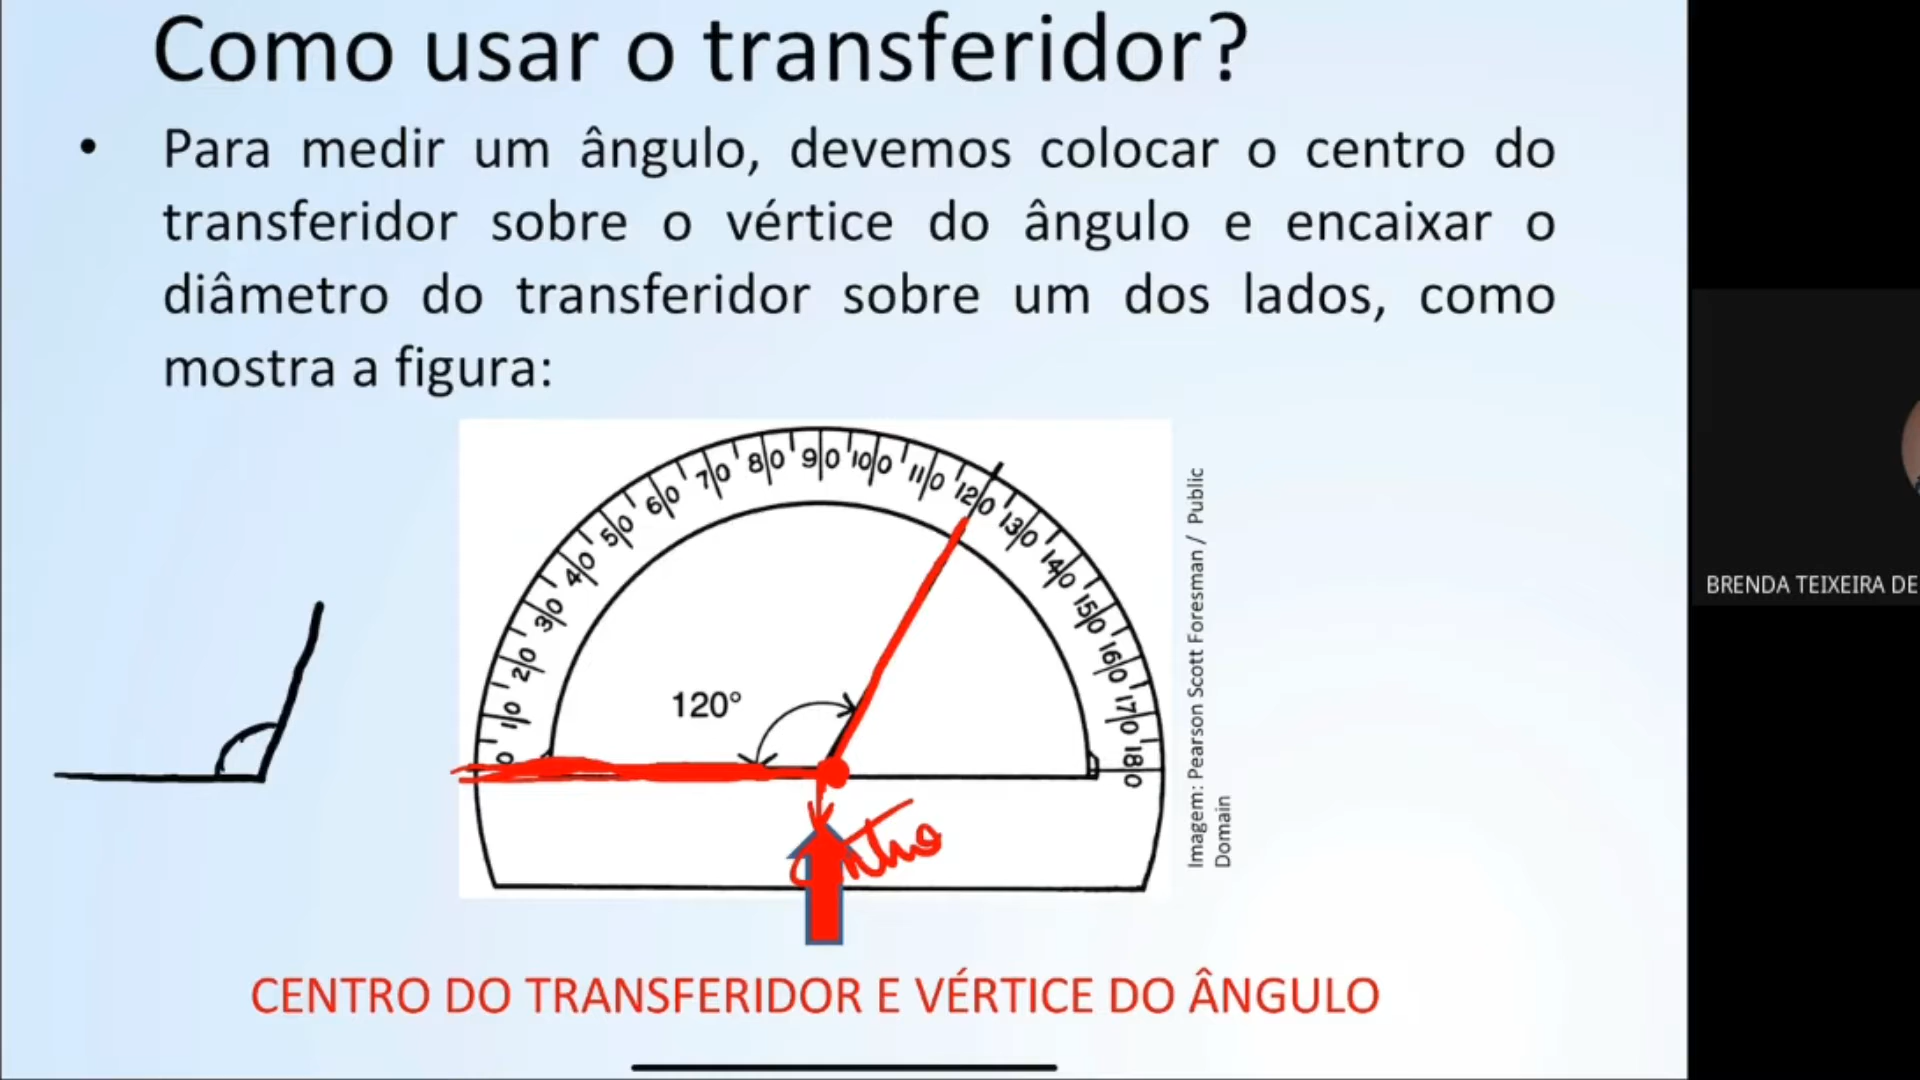 Como usar o transferidor?
• Para medir um ângulo, devemos colocar o centro do
transferidor sobre o vértice do ângulo e encaixar o
diâmetro do transferidor sobre um dos lados, como
mostra a figura:
0 10 20 30 40 50 60 70 80 90 100 110 120 130 140 150 160 170 180
120°
centro
Imagem: Pearson Scott Foresman / Public
Domain
CENTRO DO TRANSFERIDOR E VÉRTICE DO ÂNGULO
BRENDA TEIXEIRA DE